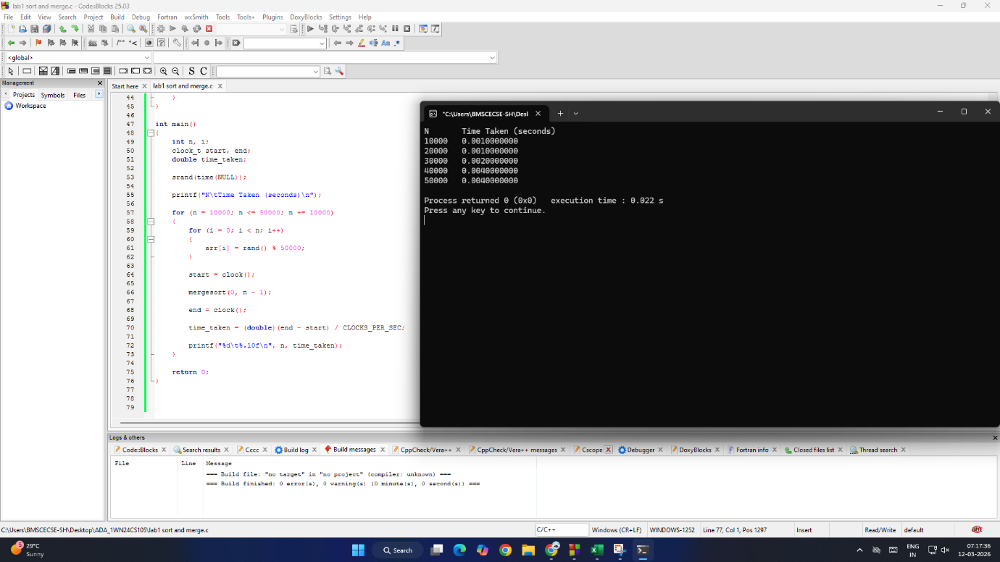 lab1 sort and merge.c - Code::Blocks 25.03
File Edit View Search Project Build Debug Fortran wxSmith Tools Tools+ Plugins DoxyBlocks Settings Help
/** *<
Aa .*
<global>
S C
Management
Projects Symbols Files
Workspace
Start here lab1 sort and merge.c
44 }
45 }
46
47 int main()
48 {
49 int n, i;
50 clock_t start, end;
51 double time_taken;
52
53 srand(time(NULL));
54
55 printf("N\tTime Taken (seconds)\n");
56
57 for (n = 10000; n <= 50000; n += 10000)
58 {
59 for (i = 0; i < n; i++)
60 {
61 arr[i] = rand() % 50000;
62 }
63
64 start = clock();
65
66 mergesort(0, n - 1);
67
68 end = clock();
69
70 time_taken = (double)(end - start) / CLOCKS_PER_SEC;
71
72 printf("%d\t%.10f\n", n, time_taken);
73 }
74
75 return 0;
76 }
77
78
79
"C:\Users\BMSCECSE-SH\Desl
N Time Taken (seconds)
10000 0.0010000000
20000 0.0010000000
30000 0.0020000000
40000 0.0040000000
50000 0.0040000000
Process returned 0 (0x0) execution time : 0.022 s
Press any key to continue.
Logs & others
Code::Blocks Search results Cccc Build log Build messages CppCheck/Vera++ CppCheck/Vera++ messages Cscope Debugger DoxyBlocks Fortran info Closed files list Thread search
File Line Message
=== Build file: "no target" in "no project" (compiler: unknown) ===
=== Build finished: 0 error(s), 0 warning(s) (0 minute(s), 0 second(s)) ===
C:\Users\BMSCECSE-SH\Desktop\ADA_1WN24CS105\lab1 sort and merge.c C/C++ Windows (CR+LF) WINDOWS-1252 Line 77, Col 1, Pos 1297 Insert Read/Write default
5
29°C
Sunny
Search
ENG
IN
07:17:36
12-03-2026